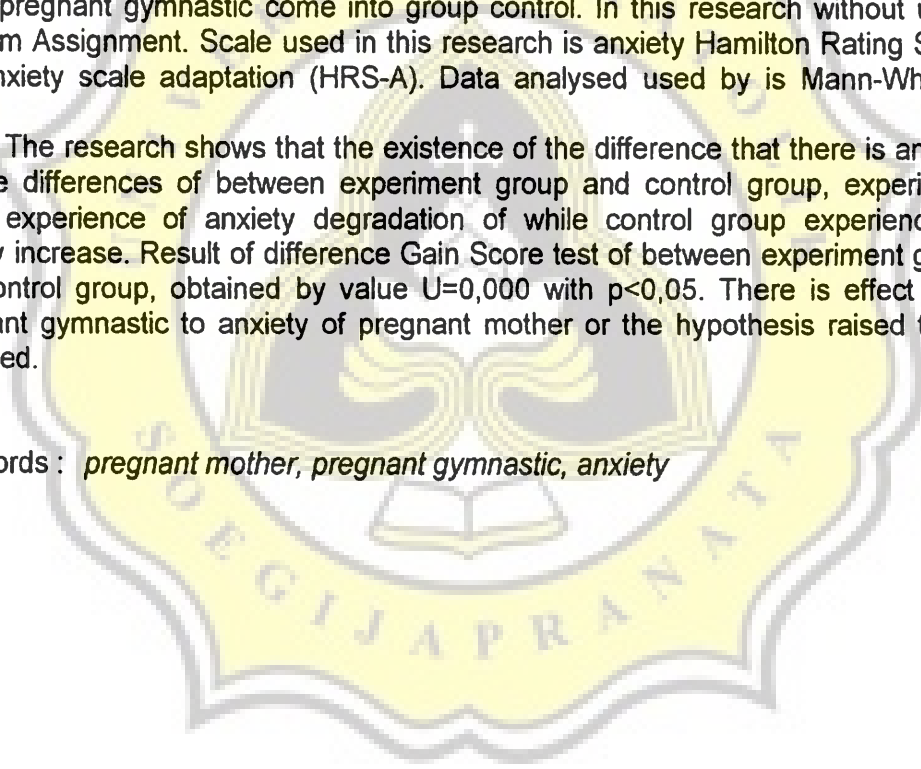 pregnant gymnastic come into group control. In this research without
m Assignment. Scale used in this research is anxiety Hamilton Rating S
nxiety scale adaptation (HRS-A). Data analysed used by is Mann-Wh
The research shows that the existence of the difference that there is an
e differences of between experiment group and control group, experi
experience of anxiety degradation of while control group experienc
y increase. Result of difference Gain Score test of between experiment g
ontrol group, obtained by value U=0,000 with p<0,05. There is effect
ant gymnastic to anxiety of pregnant mother or the hypothesis raised
ed.
ords : pregnant mother, pregnant gymnastic, anxiety
SOEGIJAPRANATA